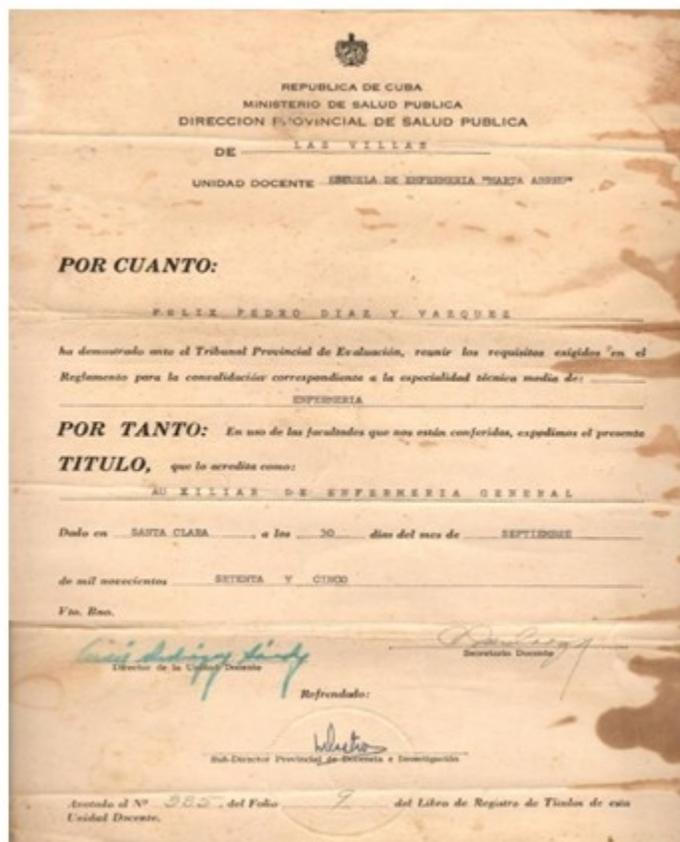 REPUBLICA DE CUBA
MINISTERIO DE SALUD PUBLICA
DIRECCION PROVINCIAL DE SALUD PUBLICA
DE LAS VILLAS
UNIDAD DOCENTE ESCUELA DE ENFERMERIA "MARTA ABREU"
POR CUANTO:
FELIX PEDRO DIAZ Y VAZQUEZ
ha demostrado ante el Tribunal Provincial de Evaluación, reunir los requisitos exigidos en el
Reglamento para la convalidación correspondiente a la especialidad técnica media de:
ENFERMERIA
POR TANTO: En uso de las facultades que nos están conferidas, expedimos el presente
TITULO, que lo acredita como:
AUXILIAR DE ENFERMERIA GENERAL
Dado en SANTA CLARA, a los 30 días del mes de SEPTIEMBRE
de mil novecientos SETENTA Y CINCO
Vto. Bno.
Director de la Unidad Docente
Secretario Docente
Refrendado:
Sub-Director Provincial de Docencia e Investigación
Anotado al Nº 985, del Folio 9 del Libro de Registro de Títulos de esta
Unidad Docente.